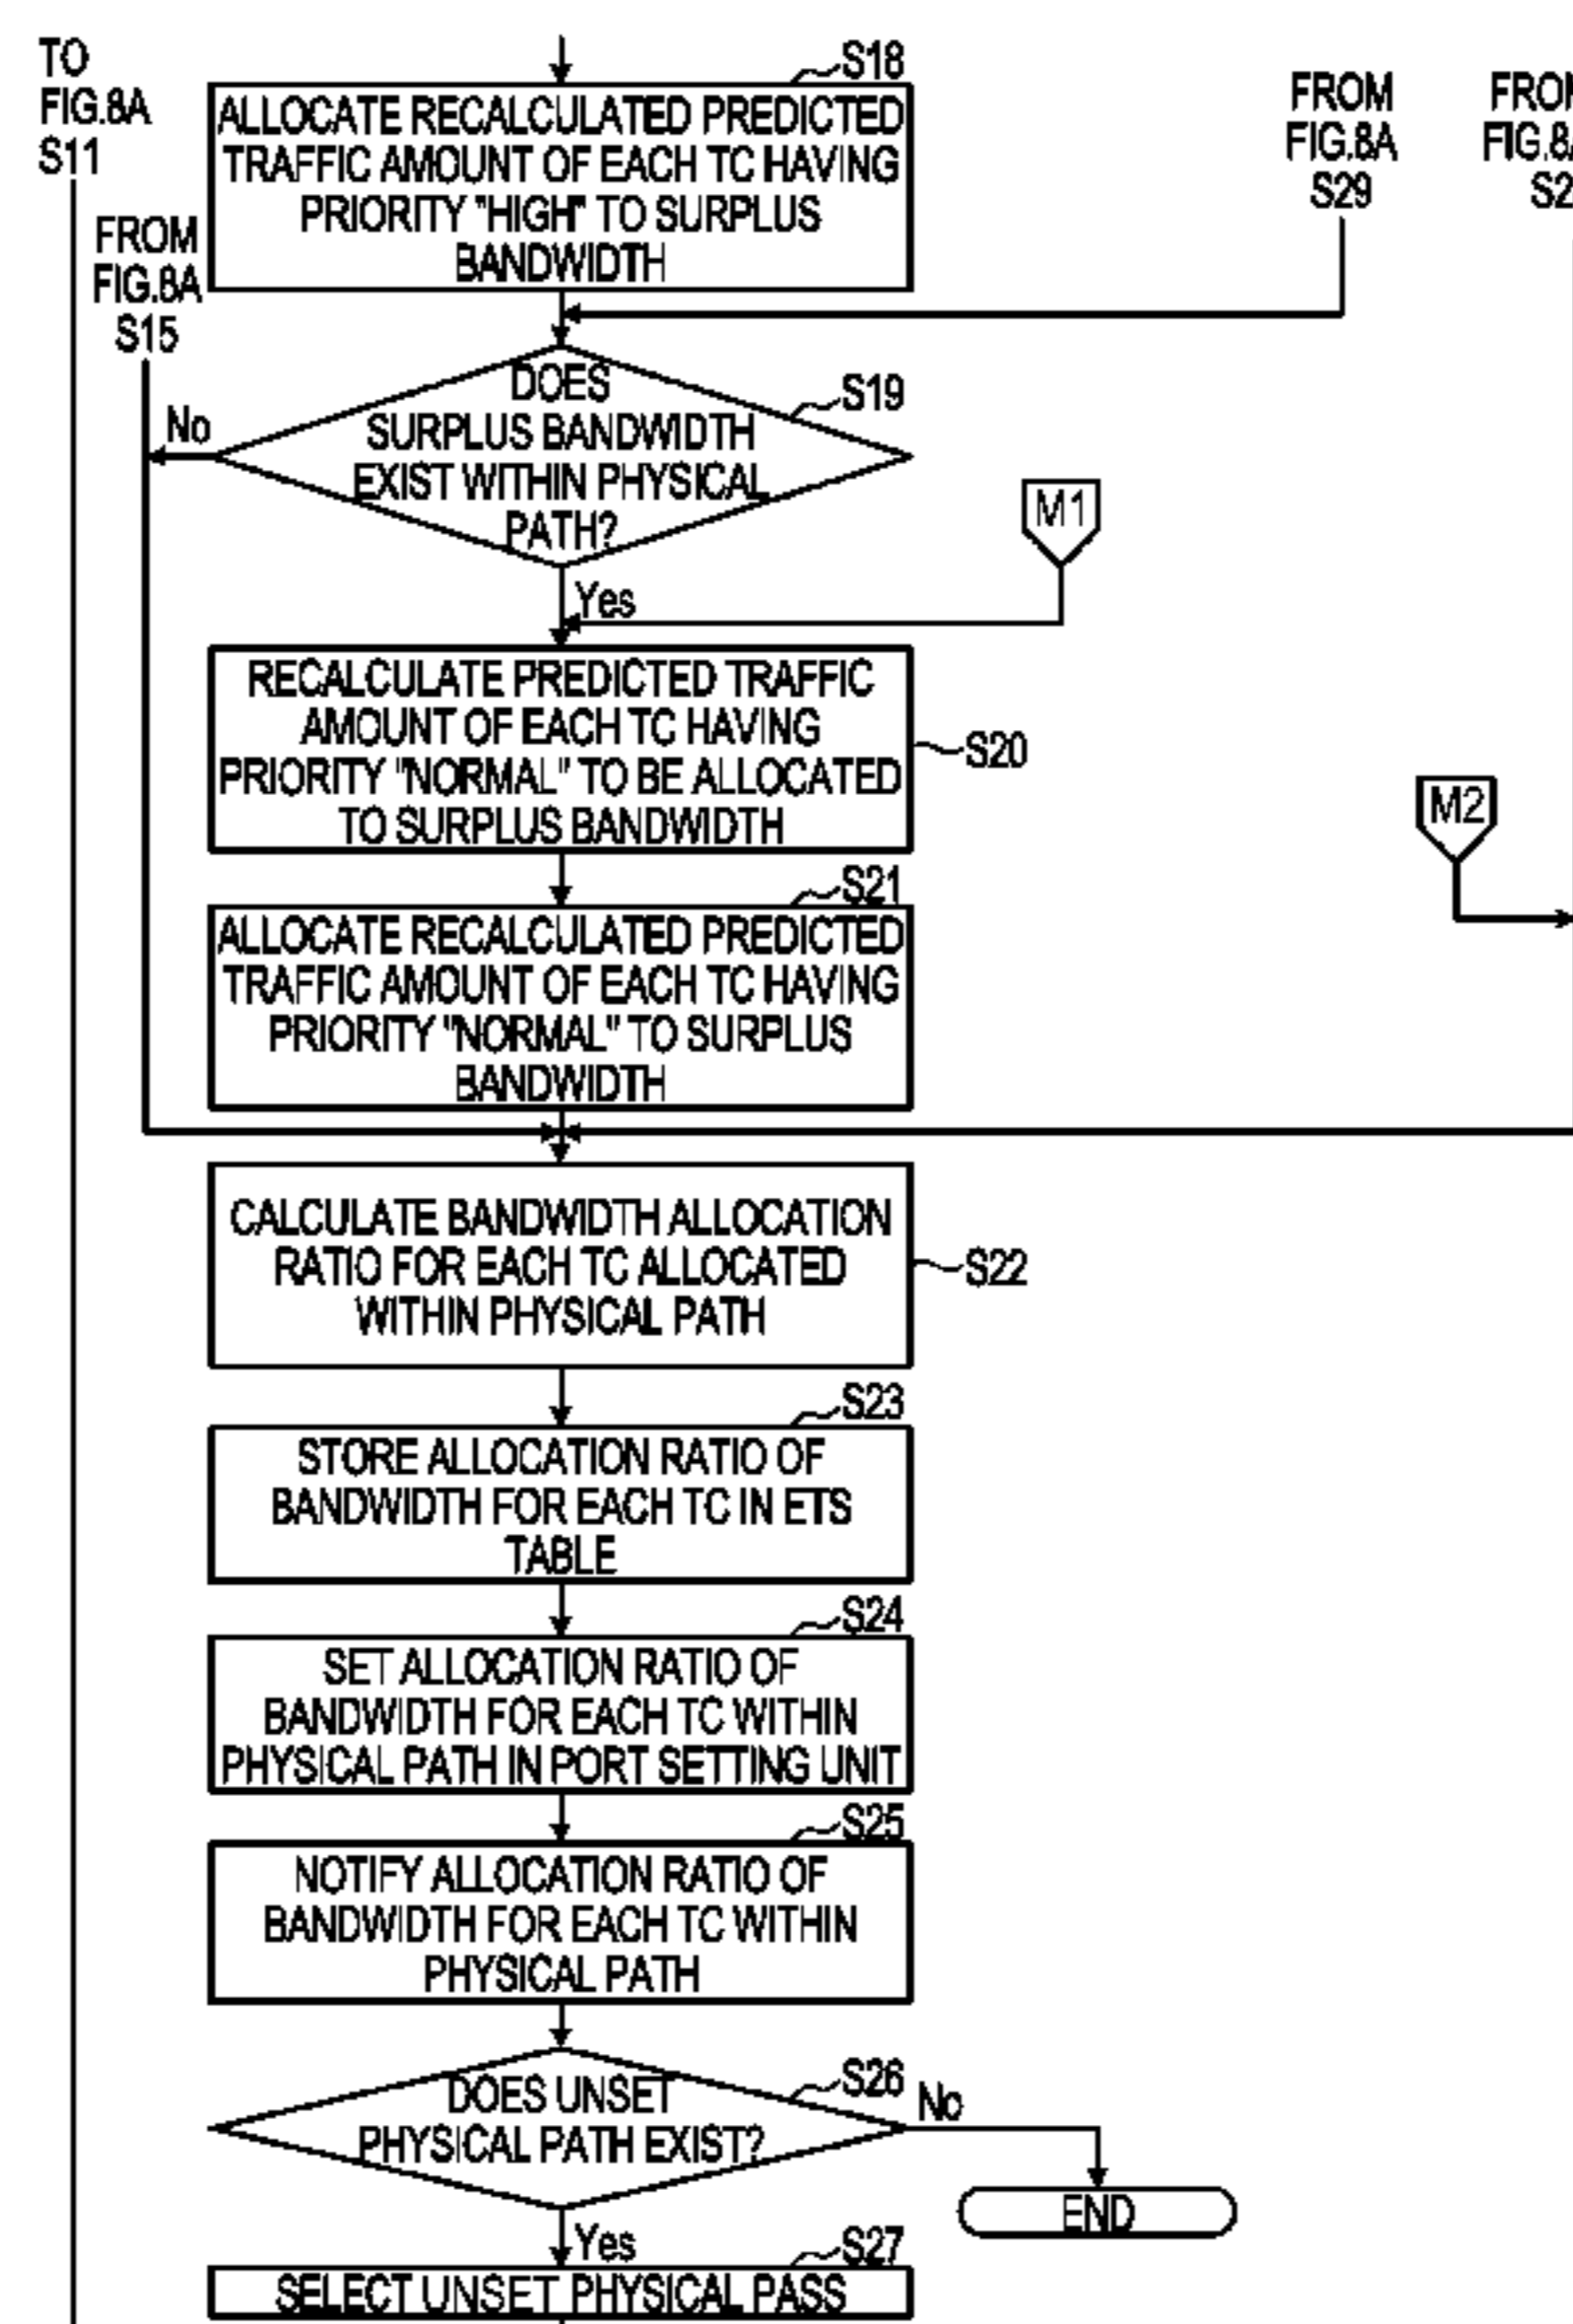 TO
FIG.8A
S11
S18
ALLOCATE RECALCULATED PREDICTED
TRAFFIC AMOUNT OF EACH TC HAVING
PRIORITY "HIGH" TO SURPLUS
BANDWIDTH
FROM
FIG.8A
S29
FROM
FIG.8A
S15
DOES
SURPLUS BANDWIDTH
EXIST WITHIN PHYSICAL
PATH?
S19
No
Yes
M1
RECALCULATE PREDICTED TRAFFIC
AMOUNT OF EACH TC HAVING
PRIORITY "NORMAL" TO BE ALLOCATED
TO SURPLUS BANDWIDTH
S20
M2
S21
ALLOCATE RECALCULATED PREDICTED
TRAFFIC AMOUNT OF EACH TC HAVING
PRIORITY "NORMAL" TO SURPLUS
BANDWIDTH
CALCULATE BANDWIDTH ALLOCATION
RATIO FOR EACH TC ALLOCATED
WITHIN PHYSICAL PATH
S22
S23
STORE ALLOCATION RATIO OF
BANDWIDTH FOR EACH TC IN ETS
TABLE
S24
SET ALLOCATION RATIO OF
BANDWIDTH FOR EACH TC WITHIN
PHYSICAL PATH IN PORT SETTING UNIT
S25
NOTIFY ALLOCATION RATIO OF
BANDWIDTH FOR EACH TC WITHIN
PHYSICAL PATH
S26
DOES UNSET
PHYSICAL PATH EXIST?
No
END
Yes
S27
SELECT UNSET PHYSICAL PASS